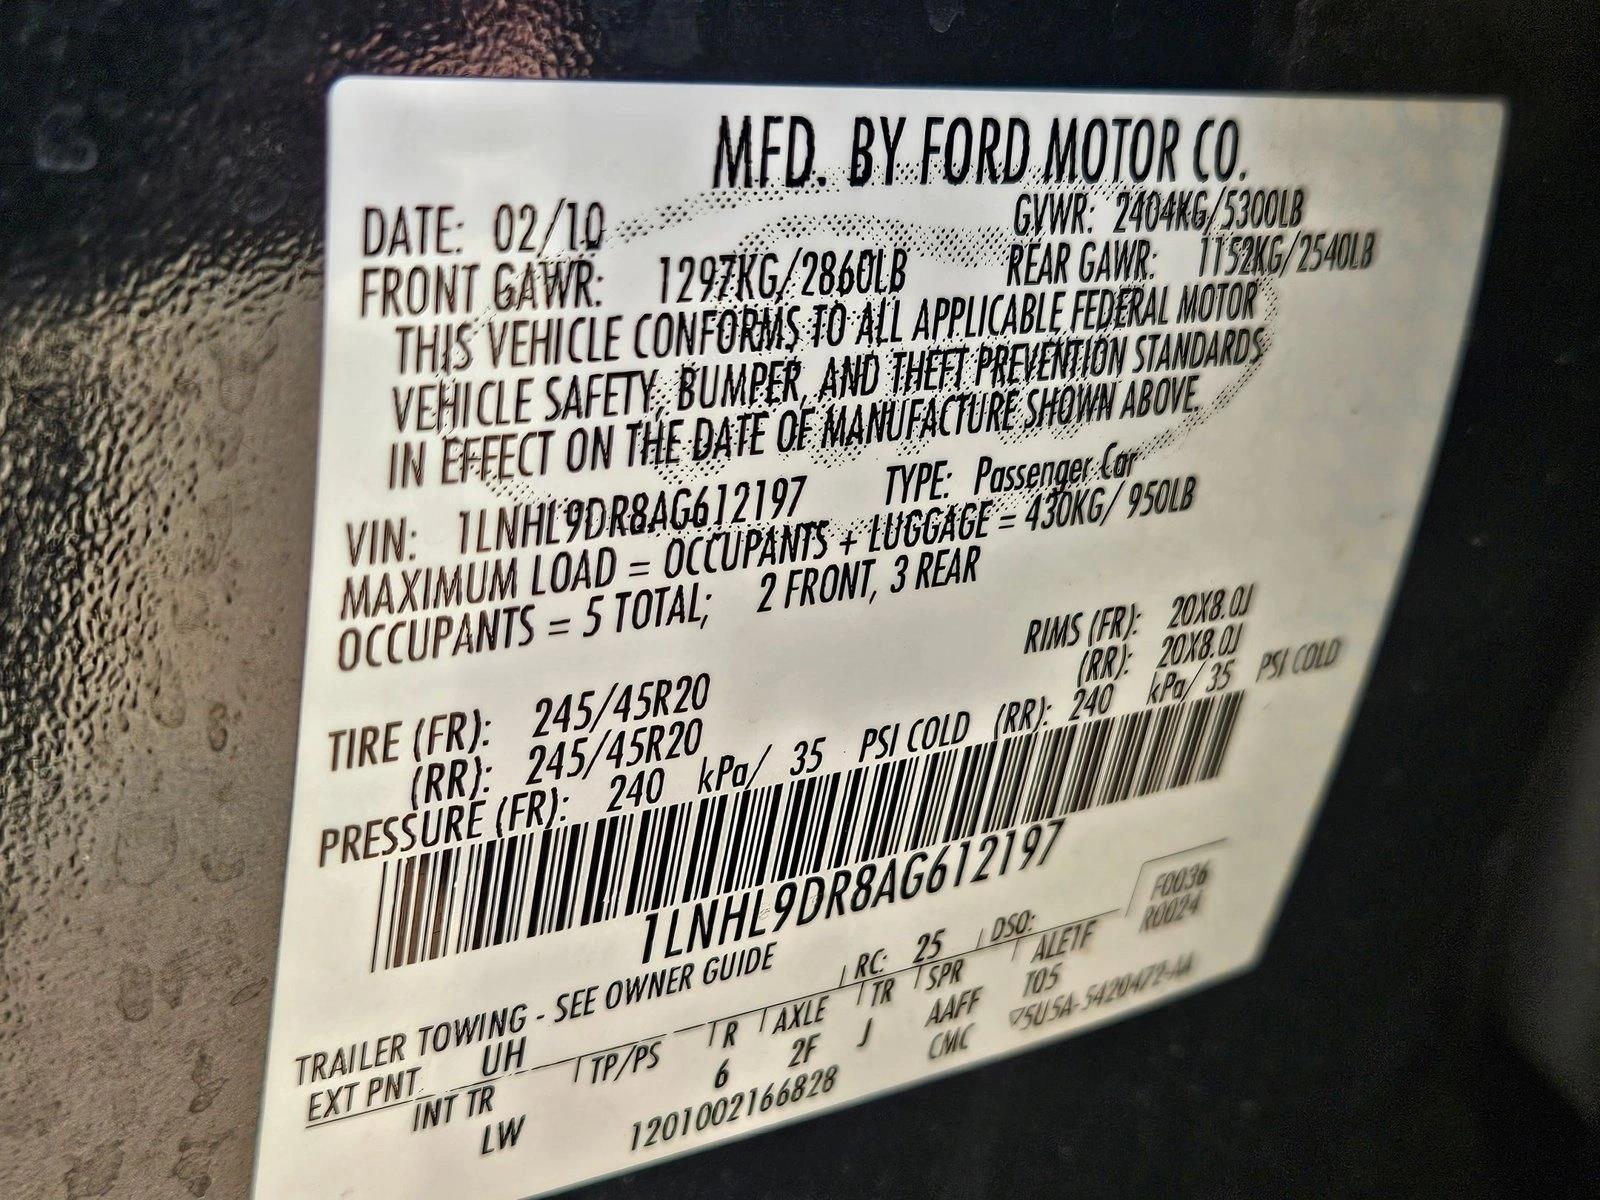 MFD. BY FORD MOTOR CO.
DATE: 02/10 GVWR: 2404KG/5300LB
FRONT GAWR: 1297KG/2860LB REAR GAWR: 1152KG/2540LB
THIS VEHICLE CONFORMS TO ALL APPLICABLE FEDERAL MOTOR
VEHICLE SAFETY, BUMPER, AND THEFT PREVENTION STANDARDS
IN EFFECT ON THE DATE OF MANUFACTURE SHOWN ABOVE.
VIN: 1LNHL9DR8AG612197 TYPE: Passenger Car
MAXIMUM LOAD = OCCUPANTS + LUGGAGE = 430KG/ 950LB
OCCUPANTS = 5 TOTAL; 2 FRONT, 3 REAR
RIMS (FR): 20X8.0J
TIRE (FR): 245/45R20 (RR): 20X8.0J
(RR): 245/45R20
PRESSURE (FR): 240 kPa/ 35 PSI COLD (RR): 240 kPa/ 35 PSI COLD
1LNHL9DR8AG612197
F0036
R0024
TRAILER TOWING - SEE OWNER GUIDE RC: 25 DSO:
EXT PNT UH TP/PS R AXLE TR SPR ALETF
INT TR 6 2F J AAFF T05
LW 1201002166828 CMC ▽5U5A-5420472-AA